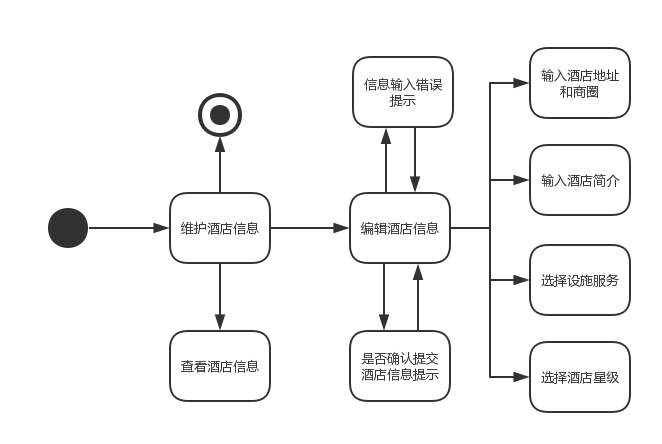 信息输入错误
提示
输入酒店地址
和商圈
输入酒店简介
维护酒店信息
编辑酒店信息
选择设施服务
查看酒店信息
是否确认提交
酒店信息提示
选择酒店星级